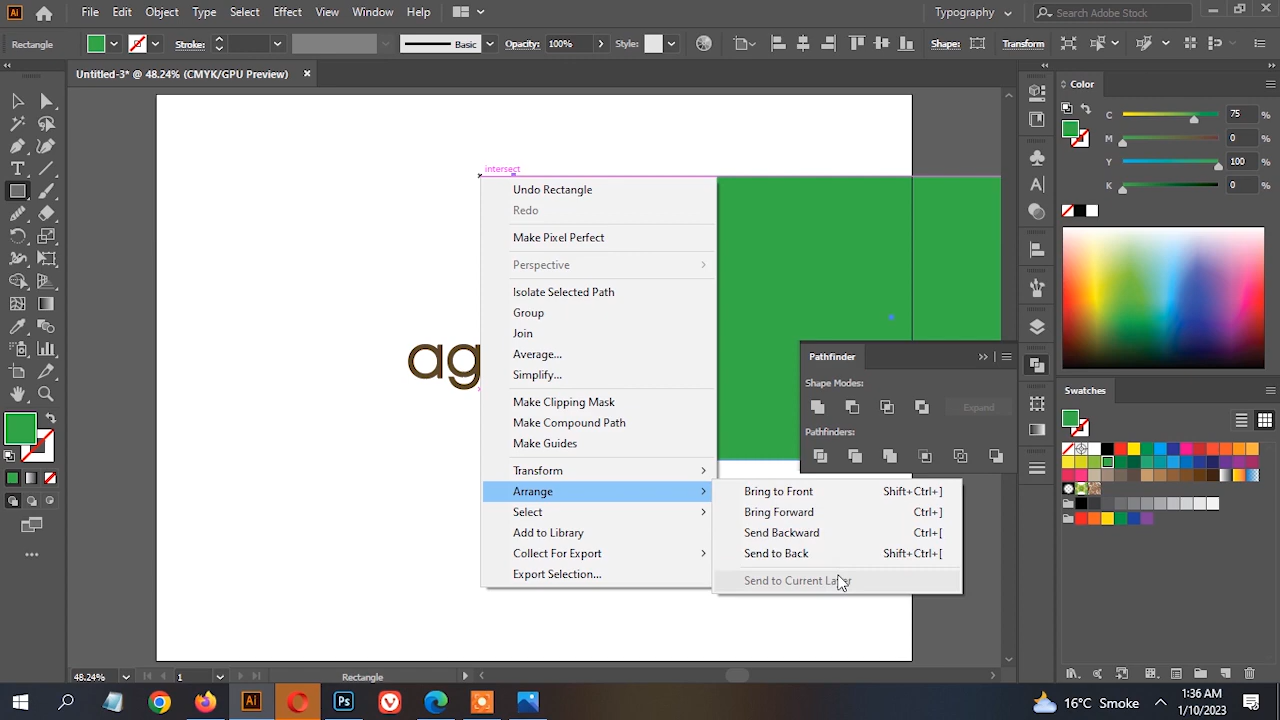 File Edit Object Type Select Effect View Window Help Typography Search Adobe Stock
Rectangle Stroke: Basic Opacity: 100% Style: Shape: Transform
Untitled-3* @ 48.24% (CMYK/GPU Preview)
Color
C 75 %
M 0 %
Y 100 %
K 0 %
intersect
Undo Rectangle
Redo
Make Pixel Perfect
Perspective
Isolate Selected Path
Group
Join
Average...
Simplify...
Make Clipping Mask
Make Compound Path
Make Guides
Transform
Arrange
Select
Add to Library
Collect For Export
Export Selection...
ag
Pathfinder
Shape Modes:
Expand
Pathfinders:
Bring to Front Shift+Ctrl+]
Bring Forward Ctrl+]
Send Backward Ctrl+[
Send to Back Shift+Ctrl+[
Send to Current Layer
Swatches
48.24% 1 Rectangle
16°C Smoke
1:36 AM
1/10/2023